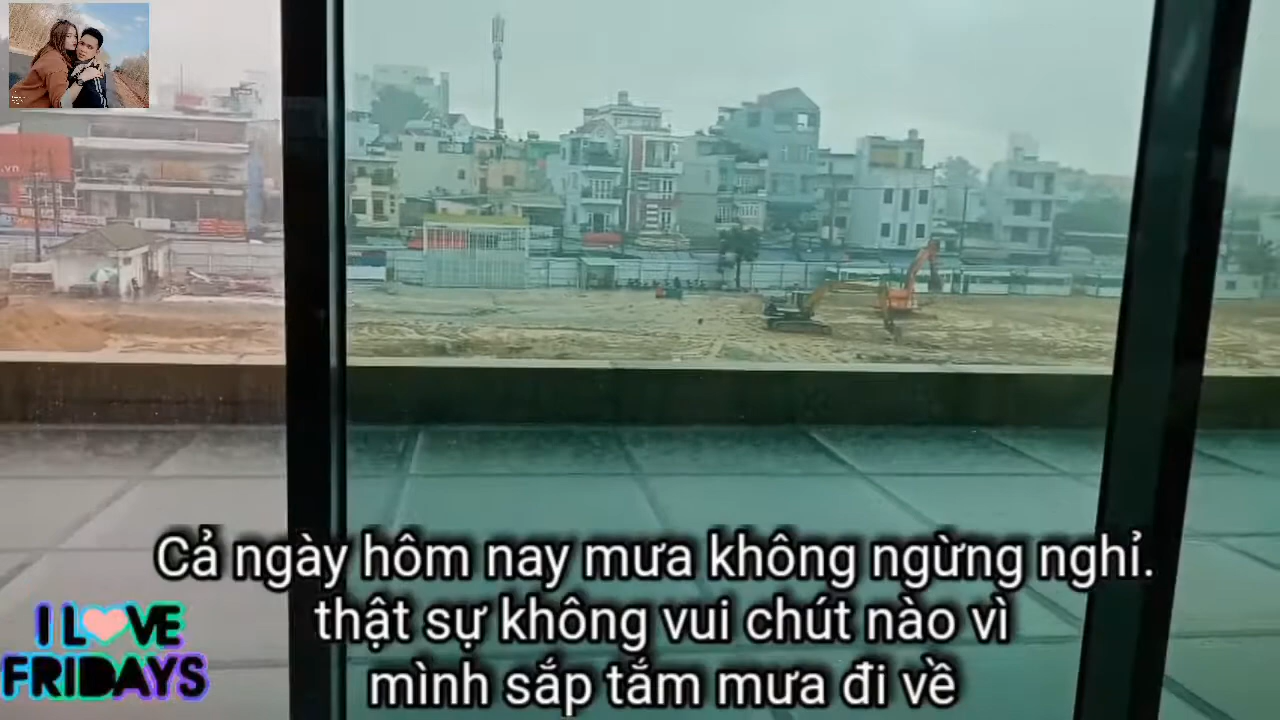 .vn
Cả ngày hôm nay mưa không ngừng nghỉ.
thật sự không vui chút nào vì
mình sắp tắm mưa đi về
I LOVE
FRIDAYS